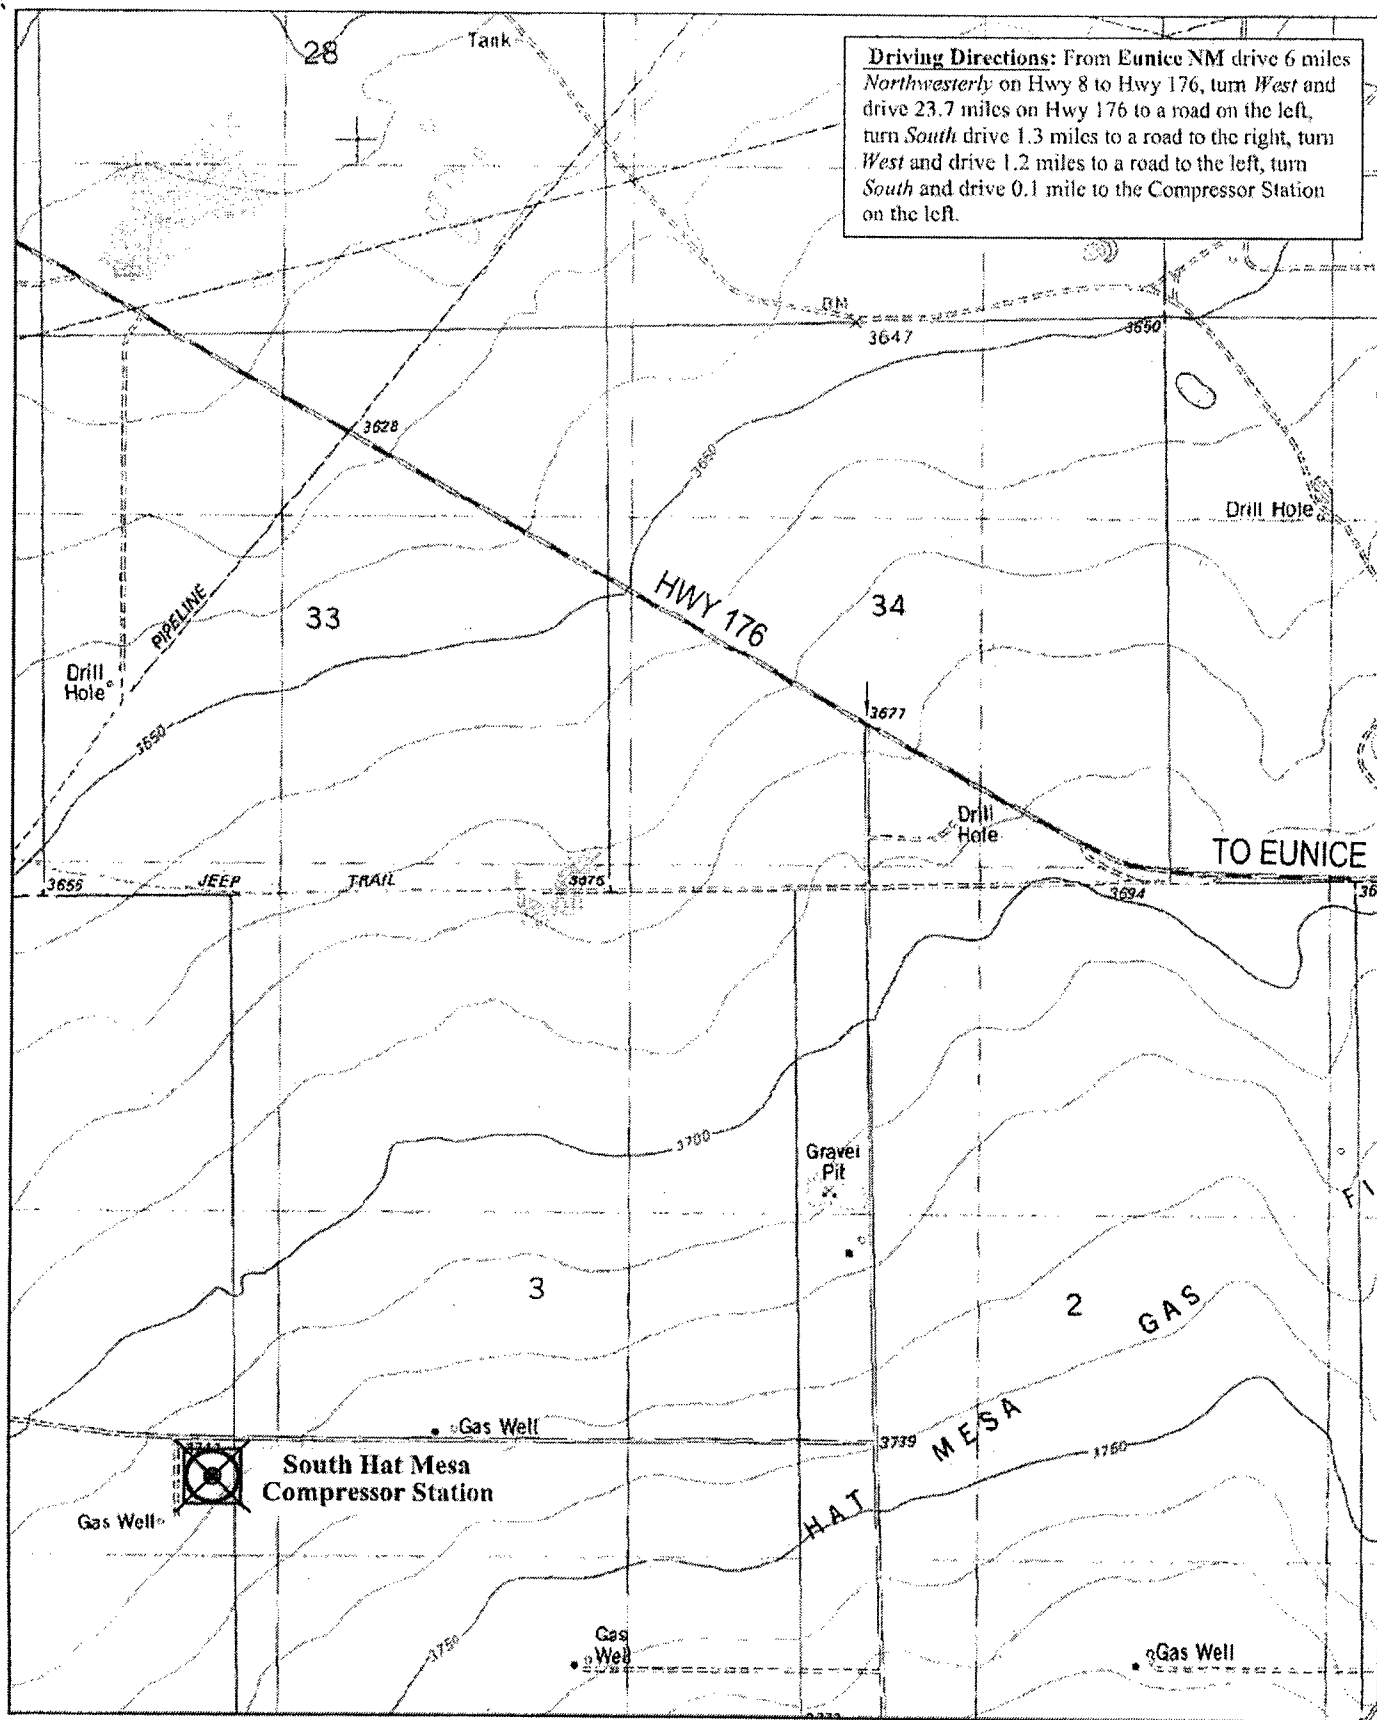 28
Tank
Driving Directions: From Eunice NM drive 6 miles
Northwesterly on Hwy 8 to Hwy 176, turn West and
drive 23.7 miles on Hwy 176 to a road on the left,
turn South drive 1.3 miles to a road to the right, turn
West and drive 1.2 miles to a road to the left, turn
South and drive 0.1 mile to the Compressor Station
on the left.
BM
3647
3650
3628
3650
Drill Hole
PIPELINE
33
HWY 176
34
Drill
Hole
3677
3650
Drill
Hole
TO EUNICE
3656
JEEP
TRAIL
3676
3694
3700
Gravel
Pit
FI
3
2
GAS
Gas Well
3739
MESA
3750
South Hat Mesa
Compressor Station
HAT
Gas Well
3750
Gas
Well
Gas Well